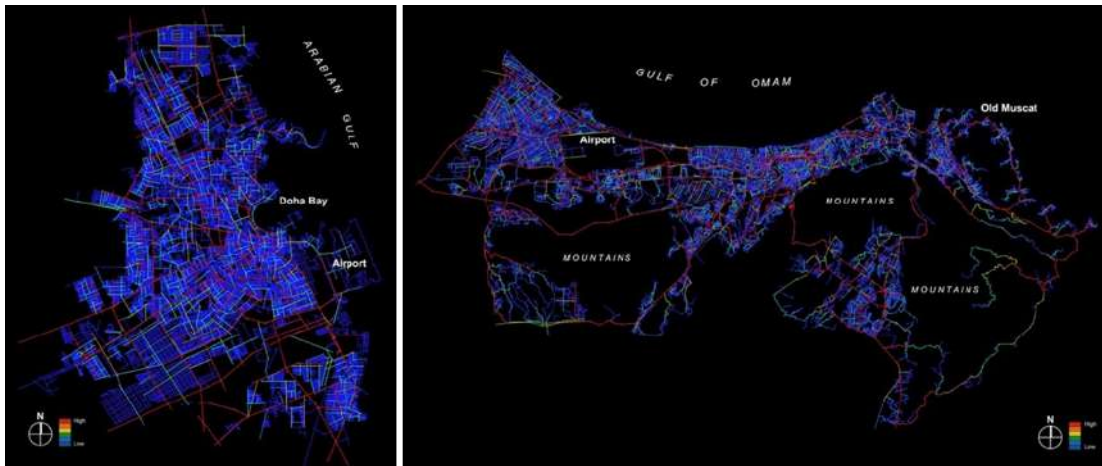 ARABIAN GULF
Doha Bay
Airport
N
High
Low
GULF OF OMAM
Old Muscat
Airport
MOUNTAINS
MOUNTAINS
MOUNTAINS
N
High
Low